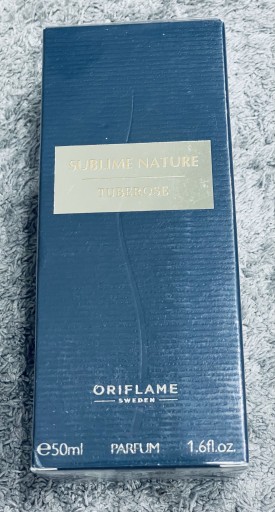 SUBLIME NATURE
TUBEROSE
ORIFLAME
SWEDEN
℮50ml PARFUM 1.6fl.oz.